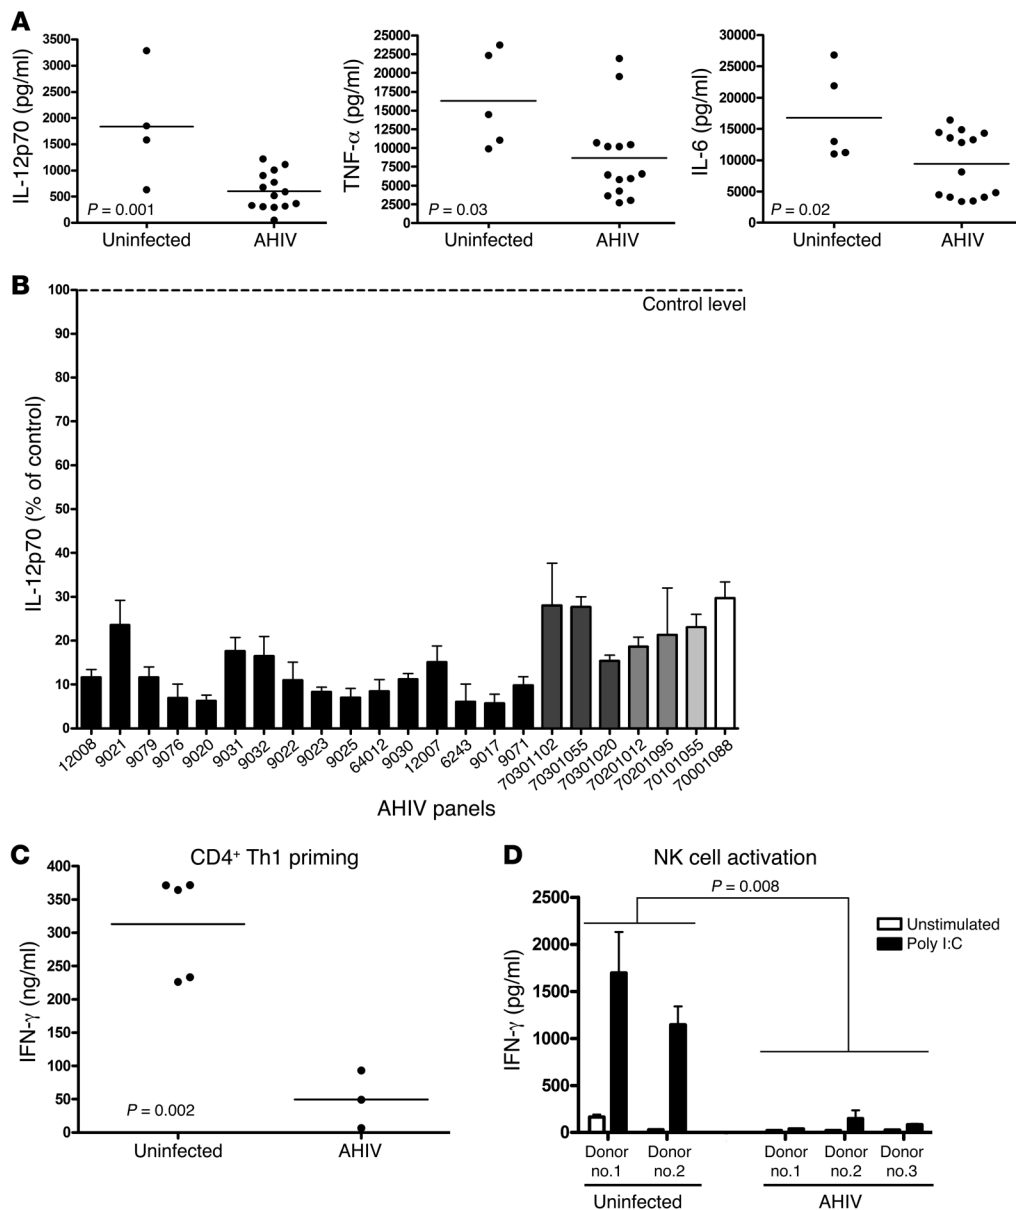 A
IL-12p70 (pg/ml)
3500
3000
2500
2000
1500
1000
500
0
P = 0.001
Uninfected
AHIV
TNF-α (pg/ml)
25000
22500
20000
17500
15000
12500
10000
7500
5000
2500
0
P = 0.03
Uninfected
AHIV
IL-6 (pg/ml)
30000
25000
20000
15000
10000
5000
0
P = 0.02
Uninfected
AHIV
B
IL-12p70 (% of control)
100
90
80
70
60
50
40
30
20
10
0
Control level
12008
9021
9079
9076
9020
9031
9032
9022
9023
9025
64012
9030
12007
6243
9017
9071
70301102
70301055
70301020
70201012
70201095
70101055
70001088
AHIV panels
C
CD4⁺ Th1 priming
IFN-γ (ng/ml)
400
350
300
250
200
150
100
50
0
P = 0.002
Uninfected
AHIV
D
NK cell activation
P = 0.008
IFN-γ (pg/ml)
2500
2000
1500
1000
500
0
Unstimulated
Poly I:C
Donor no.1
Donor no.2
Donor no.1
Donor no.2
Donor no.3
Uninfected
AHIV